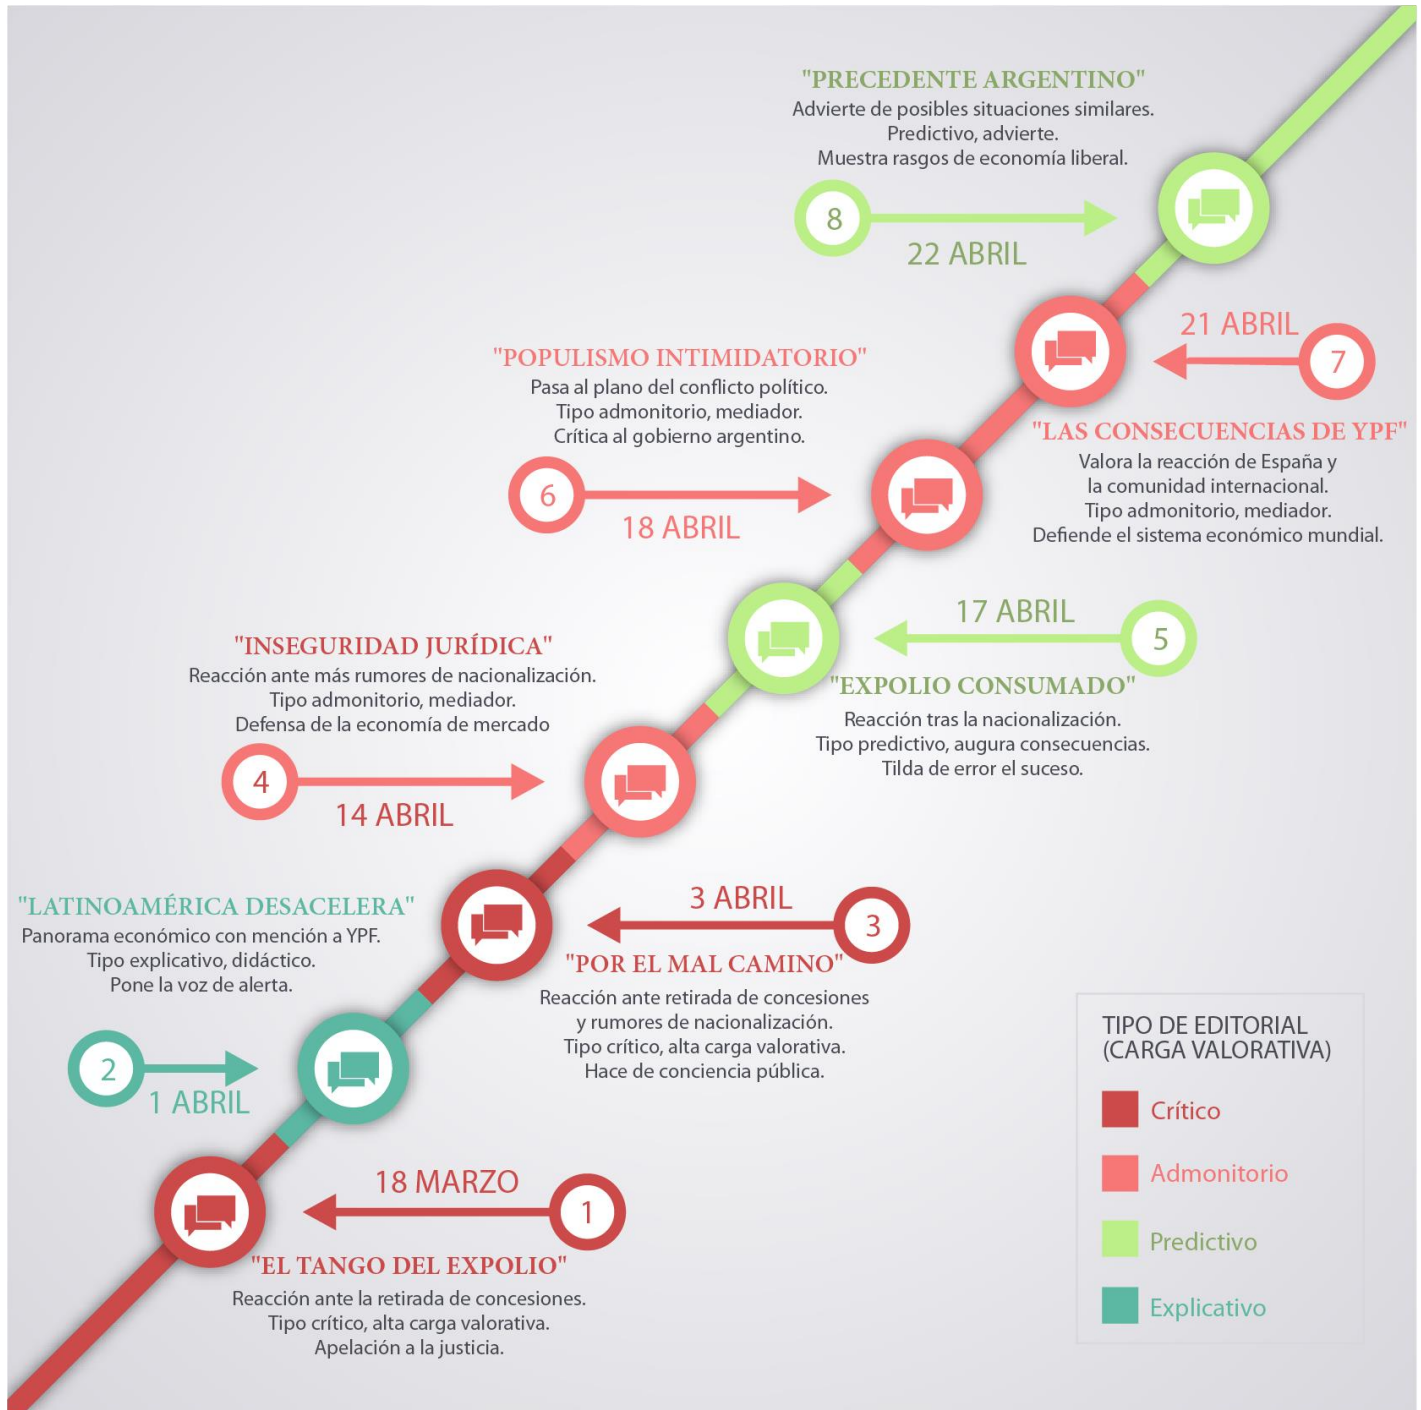 "PRECEDENTE ARGENTINO"
Advierte de posibles situaciones similares.
Predictivo, advierte.
Muestra rasgos de economía liberal.
8
22 ABRIL
21 ABRIL
7
"LAS CONSECUENCIAS DE YPF"
Valora la reacción de España y
la comunidad internacional.
Tipo admonitorio, mediador.
Defiende el sistema económico mundial.
"POPULISMO INTIMIDATORIO"
Pasa al plano del conflicto político.
Tipo admonitorio, mediador.
Crítica al gobierno argentino.
6
18 ABRIL
17 ABRIL
5
"EXPOLIO CONSUMADO"
Reacción tras la nacionalización.
Tipo predictivo, augura consecuencias.
Tilda de error el suceso.
"INSEGURIDAD JURÍDICA"
Reacción ante más rumores de nacionalización.
Tipo admonitorio, mediador.
Defensa de la economía de mercado
4
14 ABRIL
3 ABRIL
3
"POR EL MAL CAMINO"
Reacción ante retirada de concesiones
y rumores de nacionalización.
Tipo crítico, alta carga valorativa.
Hace de conciencia pública.
"LATINOAMÉRICA DESACELERA"
Panorama económico con mención a YPF.
Tipo explicativo, didáctico.
Pone la voz de alerta.
2
1 ABRIL
18 MARZO
1
"EL TANGO DEL EXPOLIO"
Reacción ante la retirada de concesiones.
Tipo crítico, alta carga valorativa.
Apelación a la justicia.
TIPO DE EDITORIAL
(CARGA VALORATIVA)
Crítico
Admonitorio
Predictivo
Explicativo